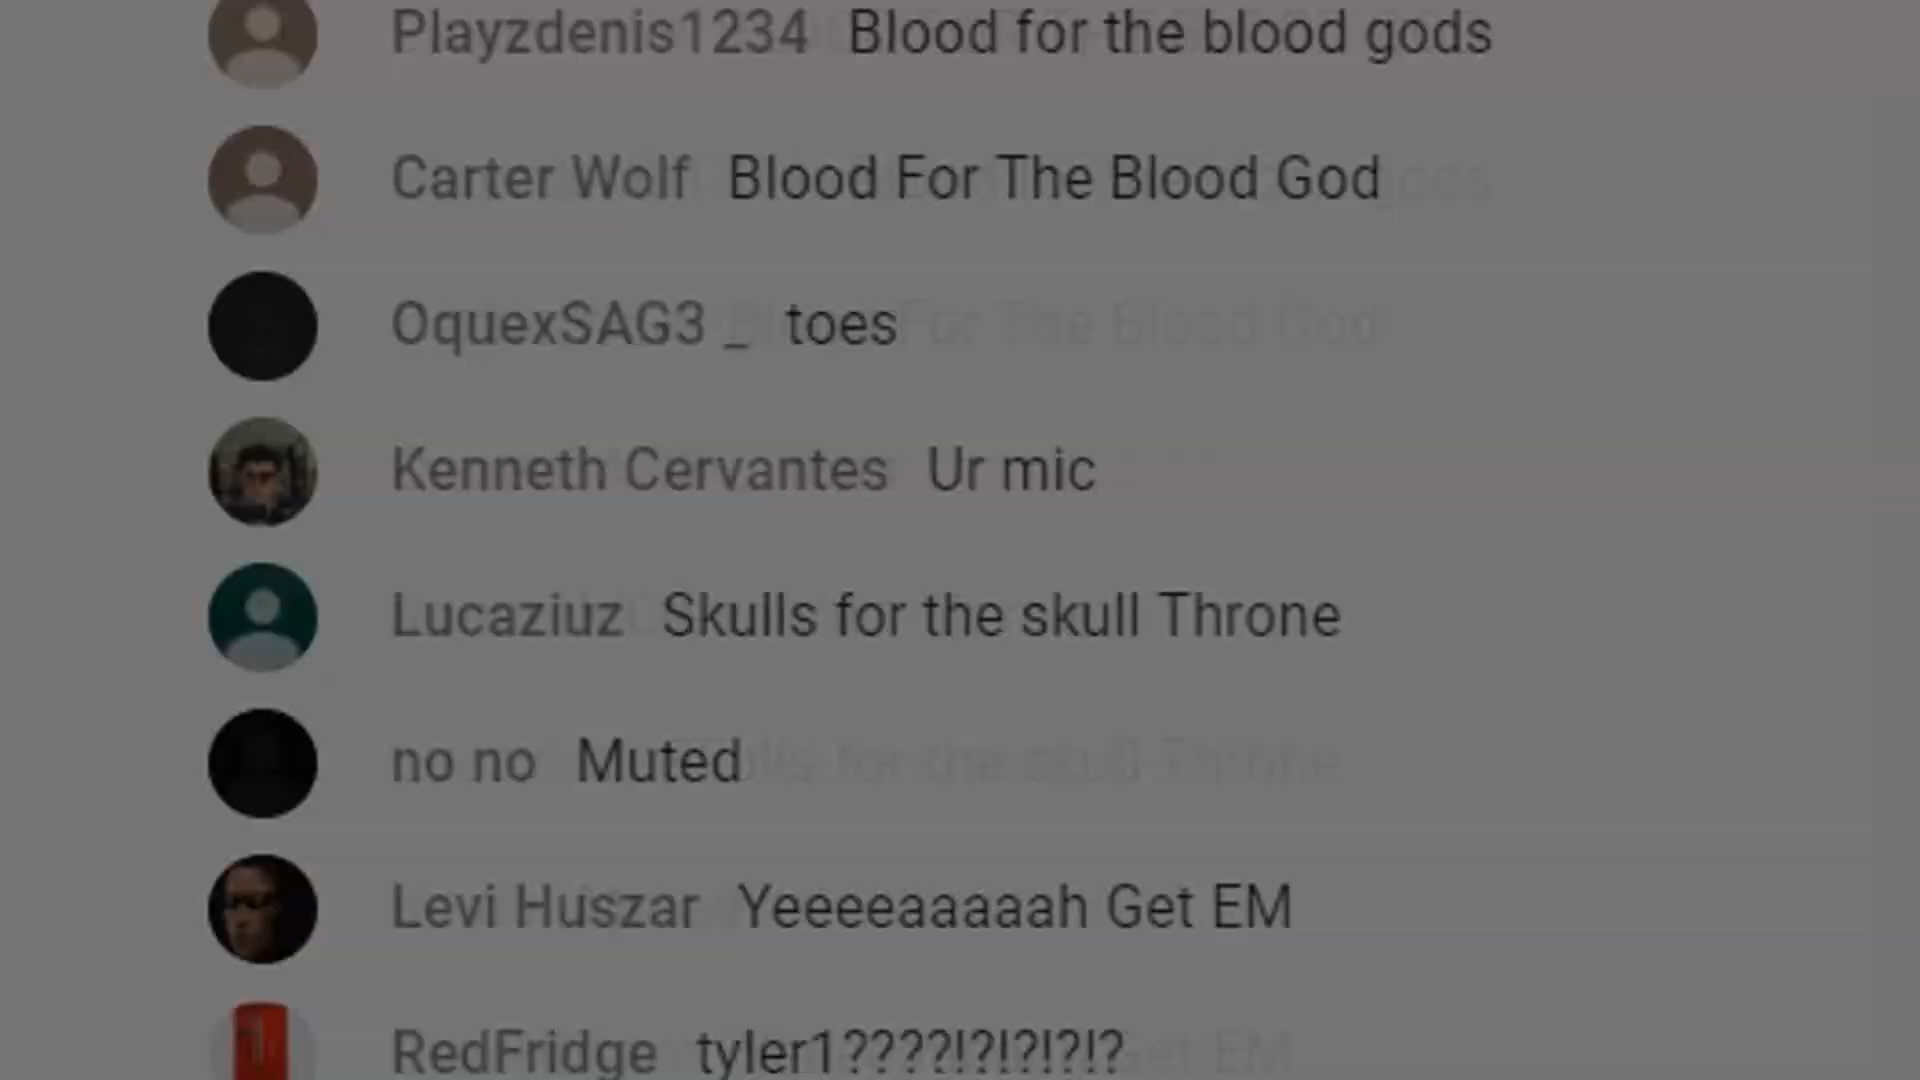 Playzdenis1234 Blood for the blood gods
Carter Wolf Blood For The Blood God
OquexSAG3 _ toes
Kenneth Cervantes Ur mic
Lucaziuz Skulls for the skull Throne
no no Muted
Levi Huszar Yeeeeaaaaah Get EM
RedFridge tyler1????!?!?!?!?